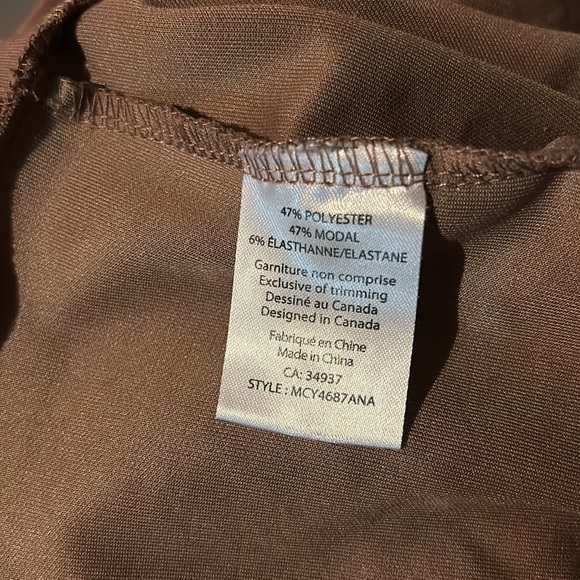 47% POLYESTER
47% MODAL
6% ÉLASTHANNE/ELASTANE
Garniture non comprise
Exclusive of trimming
Dessiné au Canada
Designed in Canada
Fabriqué en Chine
Made in China
CA: 34937
STYLE : MCY4687ANA